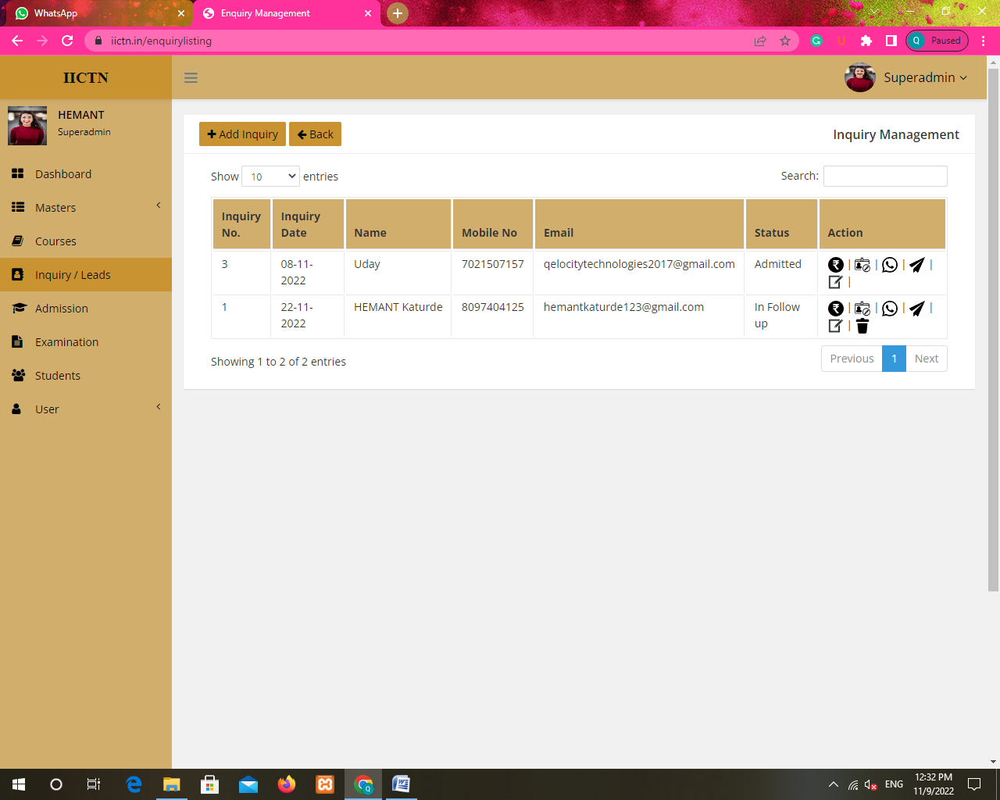 WhatsApp
Enquiry Management
iictn.in/enquirylisting
Q Paused
IICTN
Superadmin
HEMANT
Superadmin
Dashboard
Masters
Courses
Inquiry / Leads
Admission
Examination
Students
User
Add Inquiry
Back
Inquiry Management
Show 10 entries
Search:
Inquiry No. Inquiry Date Name Mobile No Email Status Action
3 08-11-2022 Uday 7021507157 qelocitytechnologies2017@gmail.com Admitted | | | |
|
1 22-11-2022 HEMANT Katurde 8097404125 hemantkaturde123@gmail.com In Follow up | | | |
|
Showing 1 to 2 of 2 entries
Previous 1 Next
ENG
12:32 PM
11/9/2022